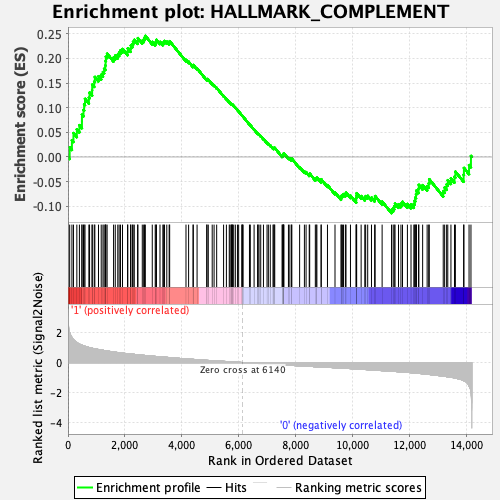 Enrichment plot: HALLMARK_COMPLEMENT
Enrichment score (ES)
0.25
0.20
0.15
0.10
0.05
0.00
-0.05
-0.10
'1' (positively correlated)
Ranked list metric (Signal2Noise)
2
0
-2
-4
Zero cross at 6140
'0' (negatively correlated)
0
2,000
4,000
6,000
8,000
10,000
12,000
14,000
Rank in Ordered Dataset
Enrichment profile
Hits
Ranking metric scores